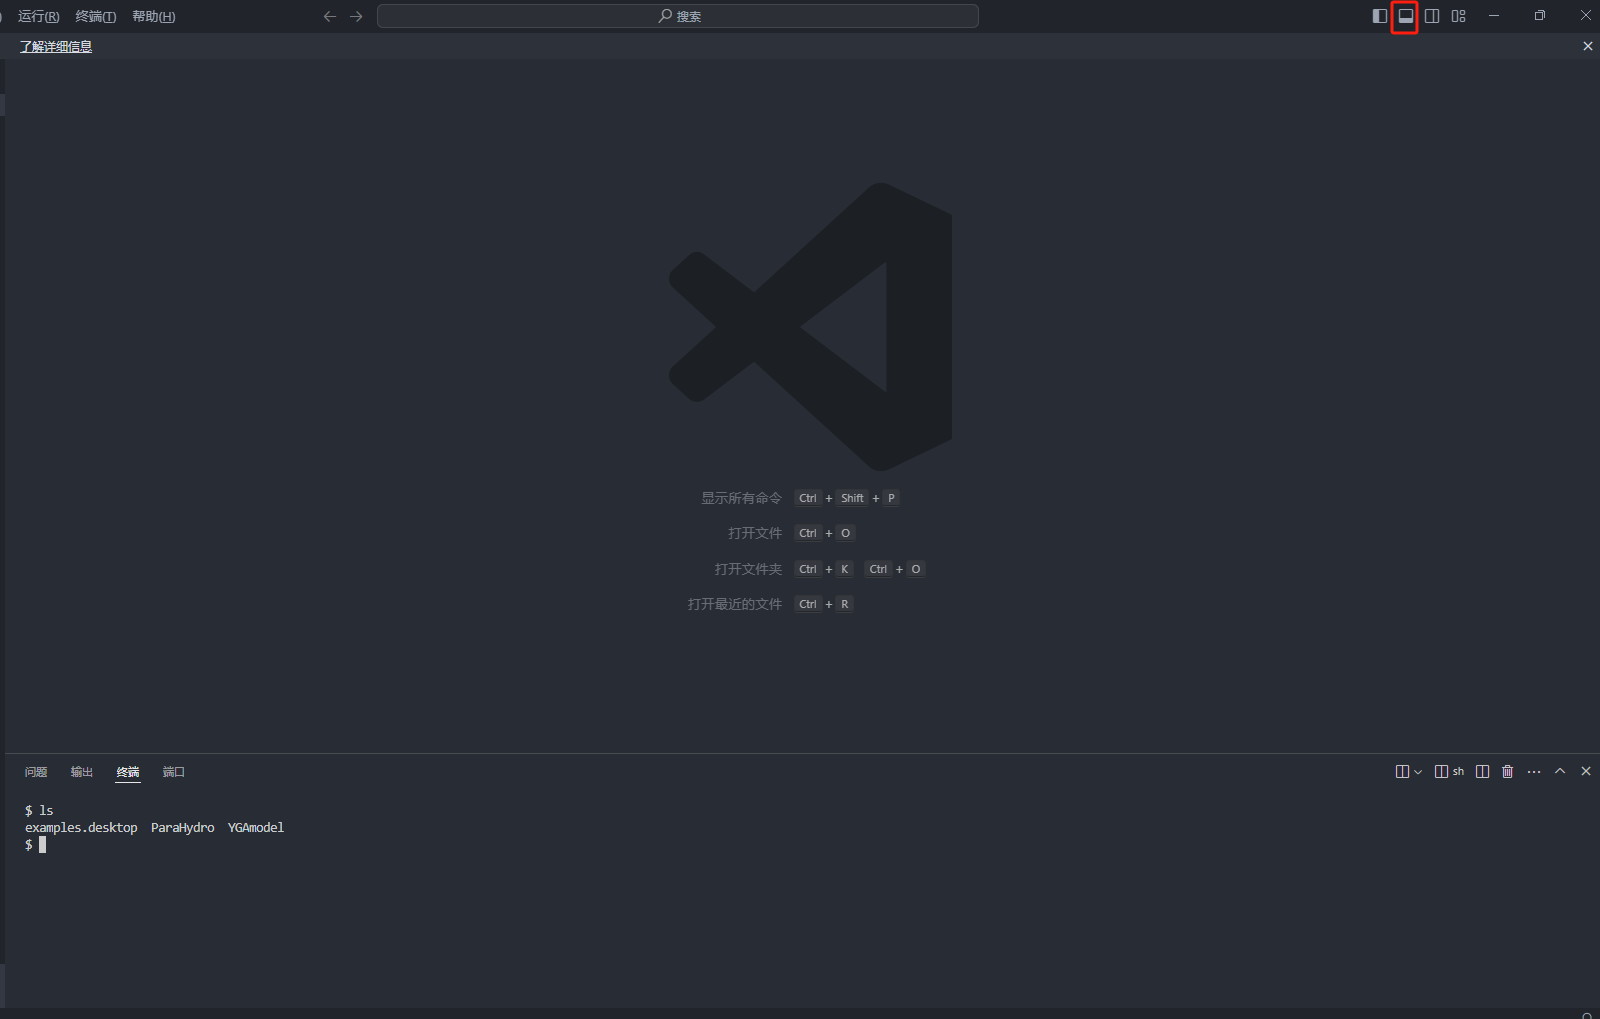 运行(R) 终端(T) 帮助(H) 搜索
了解详细信息
显示所有命令 Ctrl + Shift + P
打开文件 Ctrl + O
打开文件夹 Ctrl + K Ctrl + O
打开最近的文件 Ctrl + R
问题 输出 终端 端口 sh
$ ls
examples.desktop ParaHydro YGAmodel
$